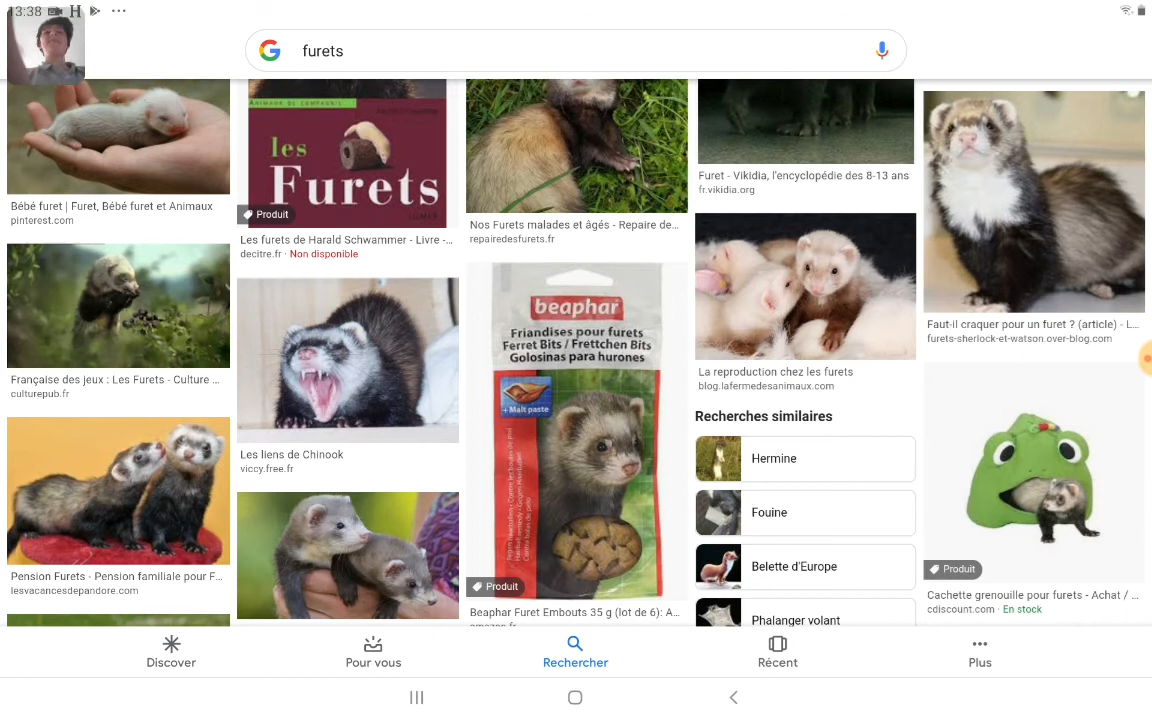 13:38 H
furets
Bébé furet | Furet, Bébé furet et Animaux
pinterest.com
Française des jeux : Les Furets - Culture ...
culturepub.fr
Pension Furets - Pension familiale pour F...
lesvacancesdepandore.com
ANIMAUX DE COMPAGNIE
les
Furets
Produit
Les furets de Harald Schwammer - Livre -...
decitre.fr · Non disponible
Les liens de Chinook
viccy.free.fr
Nos Furets malades et âgés - Repaire de...
repairedesfurets.fr
beaphar
Friandises pour furets
Ferret Bits / Frettchen Bits
Golosinas para hurones
+ Malt paste
Produit
Beaphar Furet Embouts 35 g (lot de 6): A...
amazon.fr
Furet - Vikidia, l'encyclopédie des 8-13 ans
fr.vikidia.org
La reproduction chez les furets
blog.lafermedesanimaux.com
Recherches similaires
Hermine
Fouine
Belette d'Europe
Phalanger volant
Faut-il craquer pour un furet ? (article) - L...
furets-sherlock-et-watson.over-blog.com
Produit
Cachette grenouille pour furets - Achat / ...
cdiscount.com · En stock
Discover
Pour vous
Rechercher
Récent
Plus